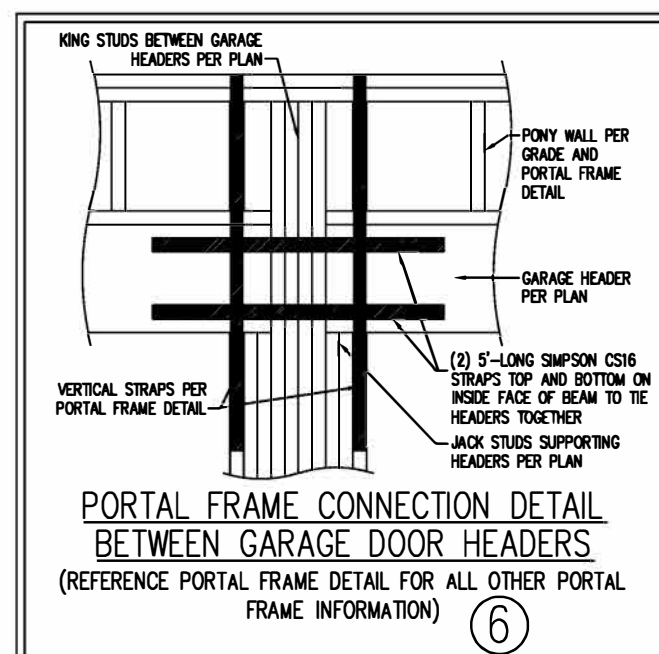 KING STUDS BETWEEN GARAGE
HEADERS PER PLAN
PONY WALL PER
GRADE AND
PORTAL FRAME
DETAIL
GARAGE HEADER
PER PLAN
(2) 5'-LONG SIMPSON CS16
STRAPS TOP AND BOTTOM ON
INSIDE FACE OF BEAM TO TIE
HEADERS TOGETHER
VERTICAL STRAPS PER
PORTAL FRAME DETAIL
JACK STUDS SUPPORTING
HEADERS PER PLAN
PORTAL FRAME CONNECTION DETAIL
BETWEEN GARAGE DOOR HEADERS
(REFERENCE PORTAL FRAME DETAIL FOR ALL OTHER PORTAL
FRAME INFORMATION)
6